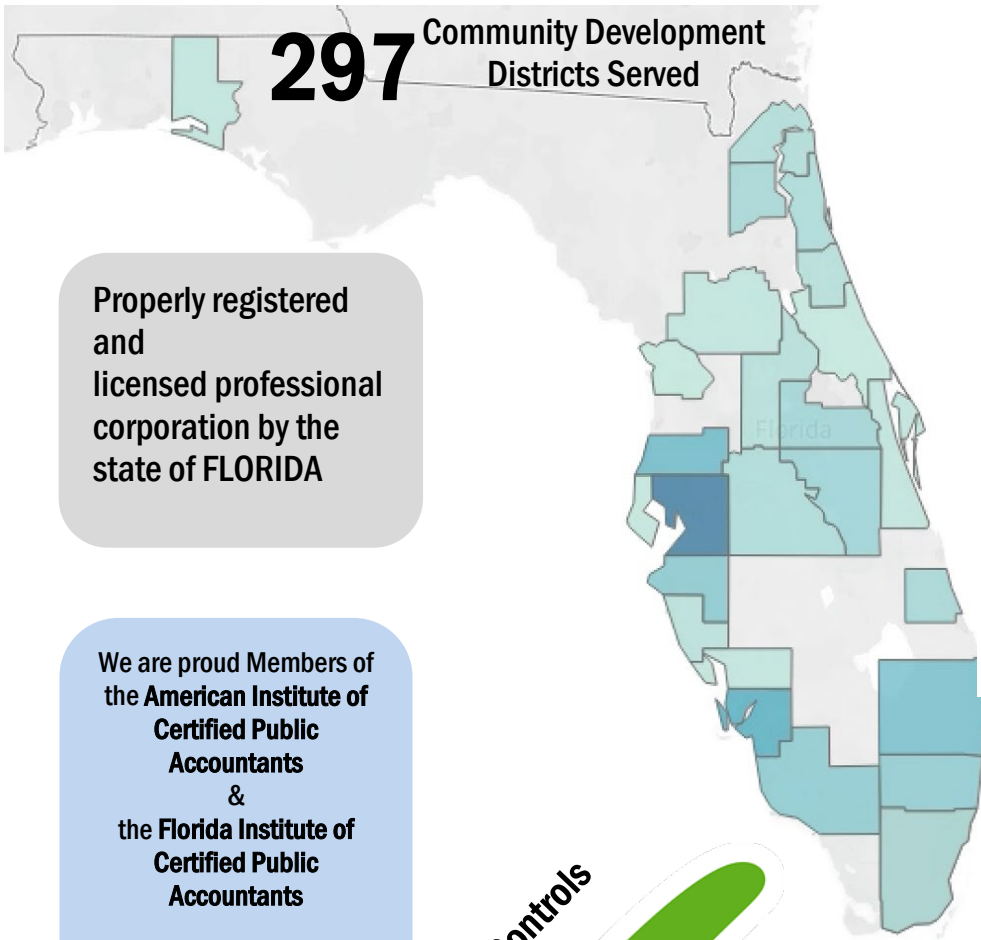 297
Community Development
Districts Served
Florida
Properly registered
and
licensed professional
corporation by the
state of FLORIDA
We are proud Members of
the American Institute of
Certified Public
Accountants
&
the Florida Institute of
Certified Public
Accountants